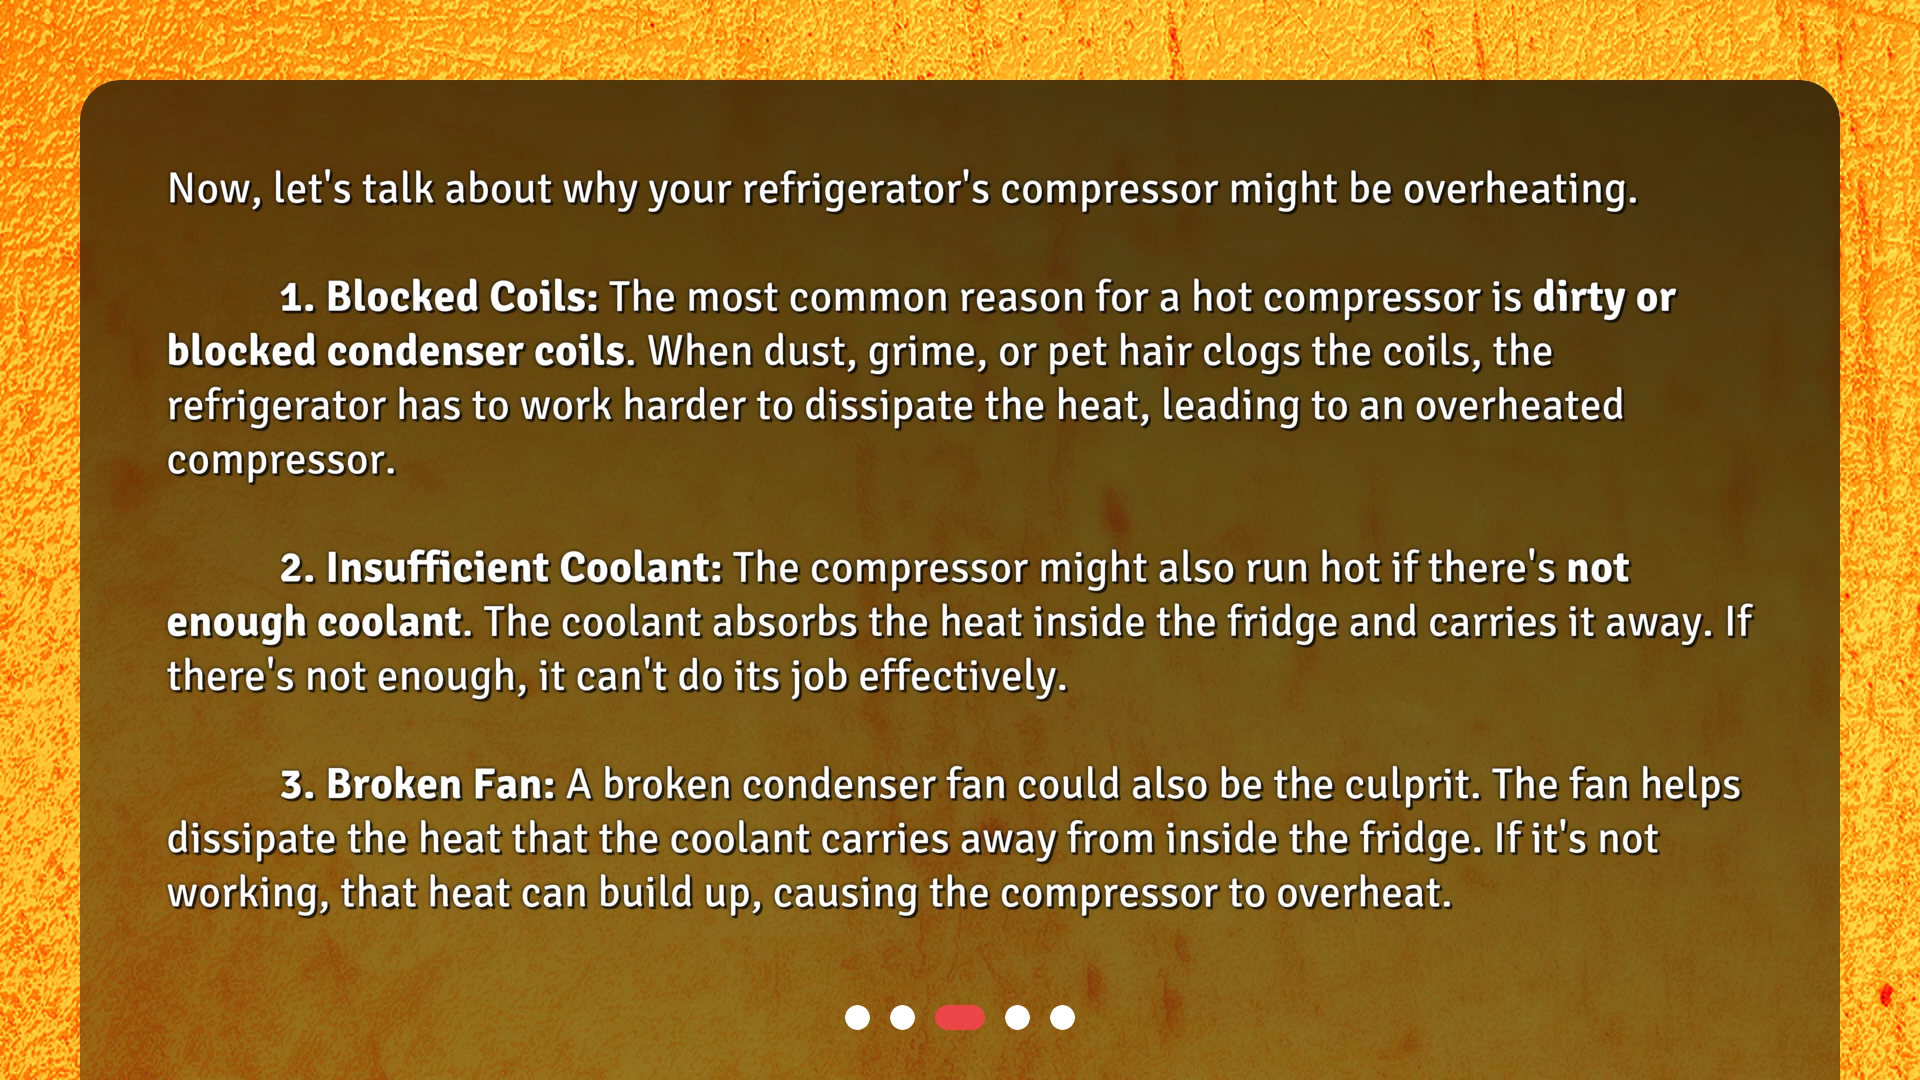 Now, let's talk about why your refrigerator's compressor might be overheating.
1. Blocked Coils: The most common reason for a hot compressor is dirty or
blocked condenser coils. When dust, grime, or pet hair clogs the coils, the
refrigerator has to work harder to dissipate the heat, leading to an overheated
compressor.
2. Insufficient Coolant: The compressor might also run hot if there's not
enough coolant. The coolant absorbs the heat inside the fridge and carries it away. If
there's not enough, it can't do its job effectively.
3. Broken Fan: A broken condenser fan could also be the culprit. The fan helps
dissipate the heat that the coolant carries away from inside the fridge. If it's not
working, that heat can build up, causing the compressor to overheat.